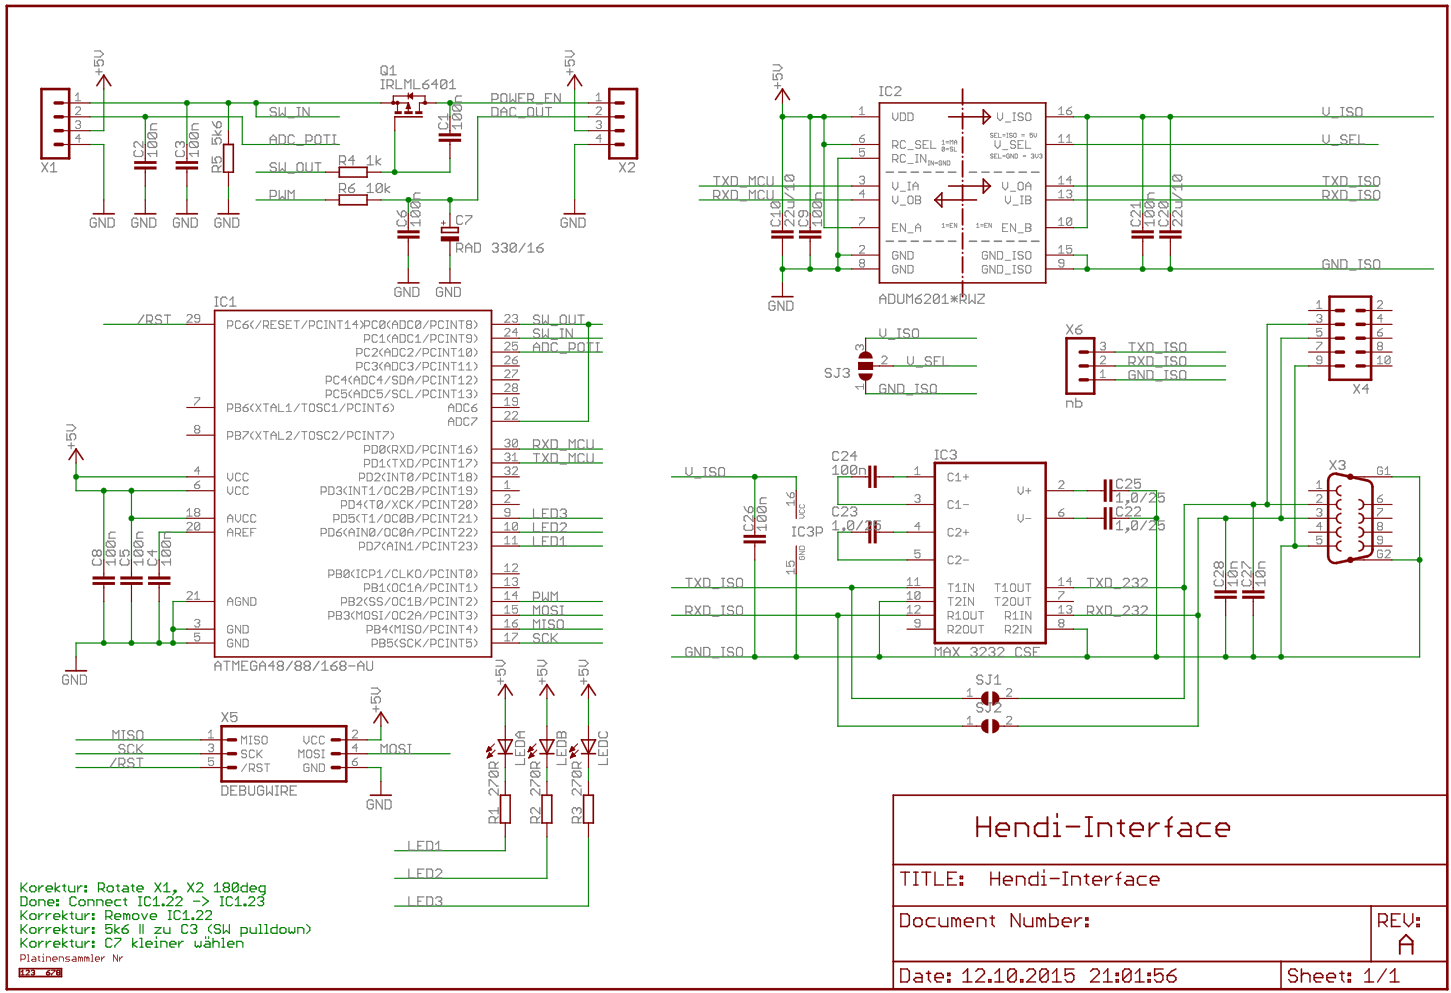 +5V
1
2
3
4
X1
C2
100n
C3
100n
R5 5k6
GND
GND
GND
GND
SW_IN
ADC_POTI
SW_OUT
PWM
R4 1k
R6 10k
Q1
IRLML6401
C1
100n
POWER_EN
DAC_OUT
+5V
1
2
3
4
X2
GND
C6
100n
C7
RAD 330/16
GND
GND
+5V
IC2
1 VDD V_ISO 16 V_ISO
SEL=ISO = 5V
6 RC_SEL 1=MA V_SEL 11 V_SEL
0=SL
5 RC_IN IN=GND SEL=GND = 3V3
TXD_MCU 3 V_IA V_OA 14 TXD_ISO
RXD_MCU 4 V_OB V_IB 13 RXD_ISO
7 EN_A 1=EN 1=EN EN_B 10
2 GND GND_ISO 15
8 GND GND_ISO 9 GND_ISO
C10
22u/10
C9
100n
C21
100n
C20
22u/10
GND
ADUM6201*RWZ
IC1
/RST 29 PC6(/RESET/PCINT14) PC0(ADC0/PCINT8) 23 SW_OUT
PC1(ADC1/PCINT9) 24 SW_IN
PC2(ADC2/PCINT10) 25 ADC_POTI
PC3(ADC3/PCINT11) 26
PC4(ADC4/SDA/PCINT12) 27
PC5(ADC5/SCL/PCINT13) 28
7 PB6(XTAL1/TOSC1/PCINT6) ADC6 19
ADC7 22
8 PB7(XTAL2/TOSC2/PCINT7)
PD0(RXD/PCINT16) 30 RXD_MCU
PD1(TXD/PCINT17) 31 TXD_MCU
+5V
4 VCC PD2(INT0/PCINT18) 32
6 VCC PD3(INT1/OC2B/PCINT19) 1
PD4(T0/XCK/PCINT20) 2
18 AVCC PD5(T1/OC0B/PCINT21) 9 LED3
20 AREF PD6(AIN0/OC0A/PCINT22) 10 LED2
PD7(AIN1/PCINT23) 11 LED1
C8
100n
C5
100n
C4
100n
PB0(ICP1/CLKO/PCINT0) 12
PB1(OC1A/PCINT1) 13
21 AGND PB2(SS/OC1B/PCINT2) 14 PWM
PB3(MOSI/OC2A/PCINT3) 15 MOSI
3 GND PB4(MISO/PCINT4) 16 MISO
5 GND PB5(SCK/PCINT5) 17 SCK
GND
ATMEGA48/88/168-AU
V_ISO
3
2 V_SEL
SJ3
1
GND_ISO
X6
3 TXD_ISO
2 RXD_ISO
1 GND_ISO
nb
1 2
3 4
5 6
7 8
9 10
X4
C24
100n
C23
1,0/25
IC3
1 C1+ V+ 2
3 C1- V- 6
4 C2+
5 C2-
11 T1IN T1OUT 14
10 T2IN T2OUT 7
12 R1OUT R1IN 13
9 R2OUT R2IN 8
MAX 3232 CSE
C25
1,0/25
C22
1,0/25
V_ISO
C26
100n
16
VCC
IC3P
15
GND
TXD_ISO
RXD_ISO
GND_ISO
TXD_232
RXD_232
C28
10n
C27
10n
X3
G1
1
6
2
7
3
8
4
9
5
G2
SJ1
1 2
SJ2
1 2
X5
+5V
MISO 1 MISO VCC 2
SCK 3 SCK MOSI 4 MOSI
/RST 5 /RST GND 6
DEBUGWIRE
GND
+5V
+5V
+5V
LEDA
LEDB
LEDC
R1 270R
R2 270R
R3 270R
LED1
LED2
LED3
Korektur: Rotate X1, X2 180deg
Done: Connect IC1.22 -> IC1.23
Korrektur: Remove IC1.22
Korrektur: 5k6 || zu C3 (SW pulldown)
Korrektur: C7 kleiner wählen
Platinensammler Nr
123 678
Hendi-Interface
TITLE: Hendi-Interface
Document Number:
REV:
A
Date: 12.10.2015 21:01:56
Sheet: 1/1